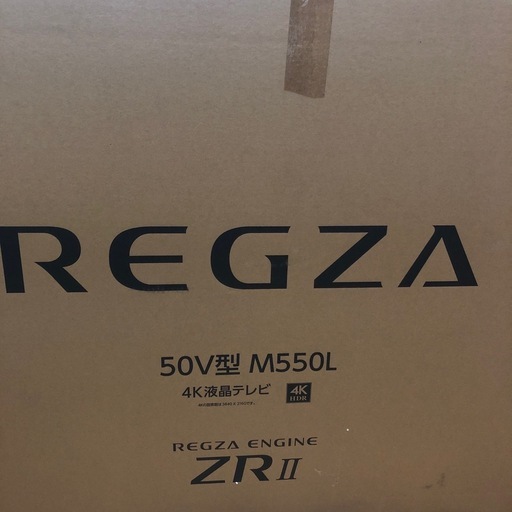 REGZA
50V型 M550L
4K液晶テレビ 4K HDR
REGZA ENGINE
ZRII